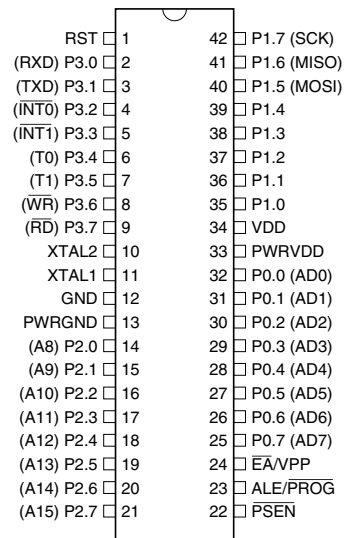 RST 1 42 P1.7 (SCK)
(RXD) P3.0 2 41 P1.6 (MISO)
(TXD) P3.1 3 40 P1.5 (MOSI)
(I̅N̅T̅0̅) P3.2 4 39 P1.4
(I̅N̅T̅1̅) P3.3 5 38 P1.3
(T0) P3.4 6 37 P1.2
(T1) P3.5 7 36 P1.1
(W̅R̅) P3.6 8 35 P1.0
(R̅D̅) P3.7 9 34 VDD
XTAL2 10 33 PWRVDD
XTAL1 11 32 P0.0 (AD0)
GND 12 31 P0.1 (AD1)
PWRGND 13 30 P0.2 (AD2)
(A8) P2.0 14 29 P0.3 (AD3)
(A9) P2.1 15 28 P0.4 (AD4)
(A10) P2.2 16 27 P0.5 (AD5)
(A11) P2.3 17 26 P0.6 (AD6)
(A12) P2.4 18 25 P0.7 (AD7)
(A13) P2.5 19 24 E̅A̅/VPP
(A14) P2.6 20 23 ALE/P̅R̅O̅G̅
(A15) P2.7 21 22 P̅S̅E̅N̅